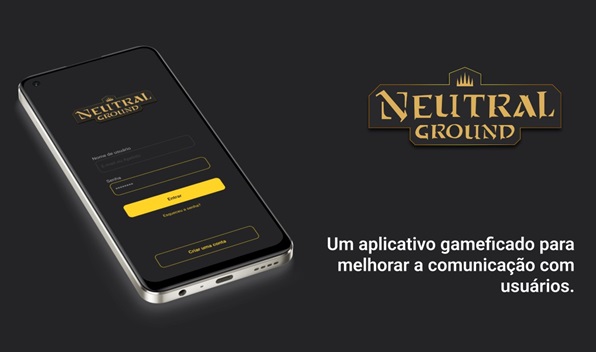 NEUTRAL
GROUND
Nome de usuário
Senha
Entrar
Esqueceu a senha?
Criar uma conta
NEUTRAL
GROUND
Um aplicativo gameficado para
melhorar a comunicação com
usuários.